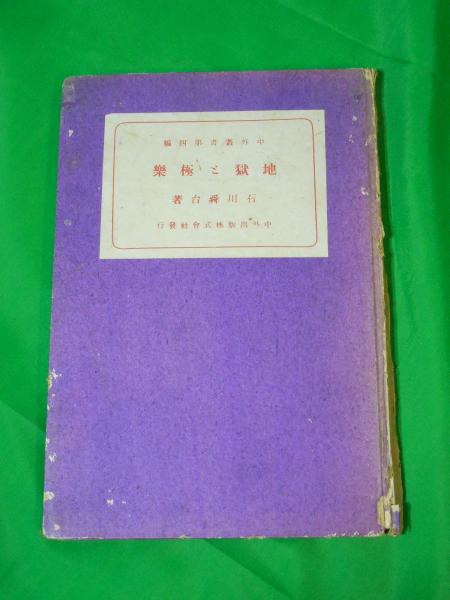 中外叢書第四編
地獄と極樂
石川舜台著
中外出版株式會社發行